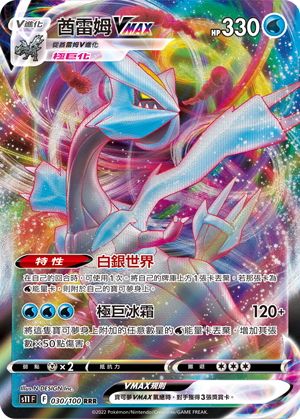 V進化 酋雷姆VMAX HP330
從酋雷姆V進化
極巨化
特性 白銀世界
在自己的回合時,可使用1次。將自己的牌庫上方1張卡丟棄。若那張為
能量卡,則附於自己的寶可夢身上。
極巨冰霜 120+
將這隻寶可夢身上附加的任意數量的能量丟棄,增加其張
數×50點傷害。
弱點 ×2 抵抗力 撤退
VMAX規則
寶可夢VMAX氣絕時,對手獲得3張獎賞卡。
Illus. N-DESIGN Inc.
s11 F F 030/100 RRR
©2022 Pokémon/Nintendo/Creatures/GAME FREAK.